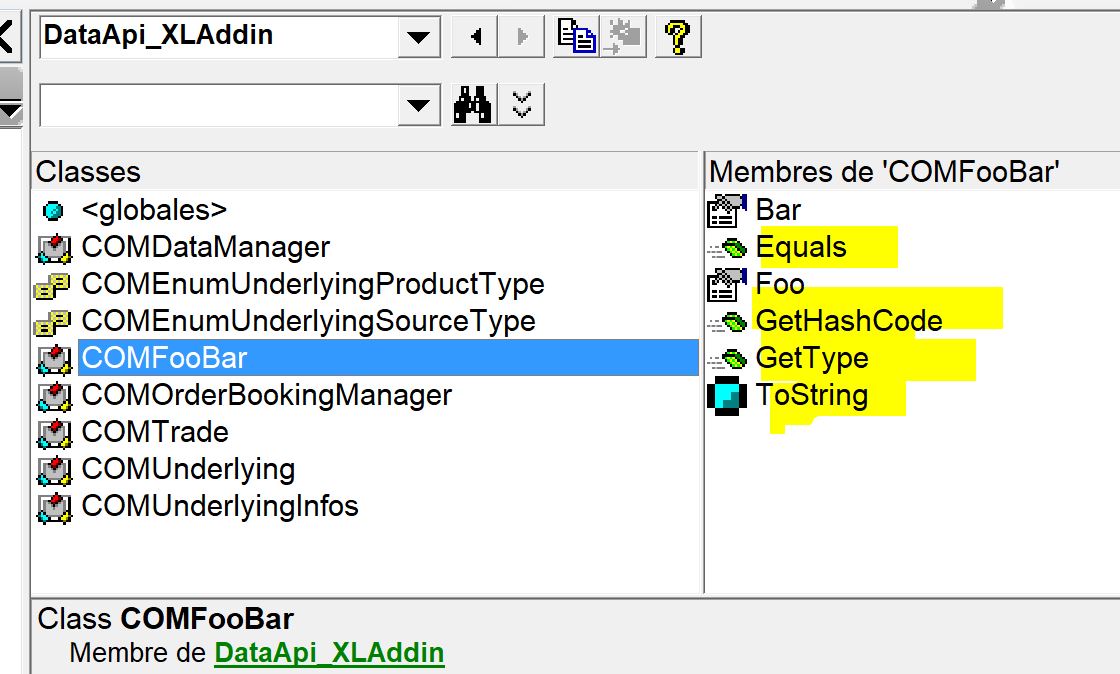 DataApi_XLAddin
Classes
<globales>
COMDataManager
COMEnumUnderlyingProductType
COMEnumUnderlyingSourceType
COMFooBar
COMOrderBookingManager
COMTrade
COMUnderlying
COMUnderlyingInfos
Membres de 'COMFooBar'
Bar
Equals
Foo
GetHashCode
GetType
ToString
Class COMFooBar
Membre de DataApi_XLAddin